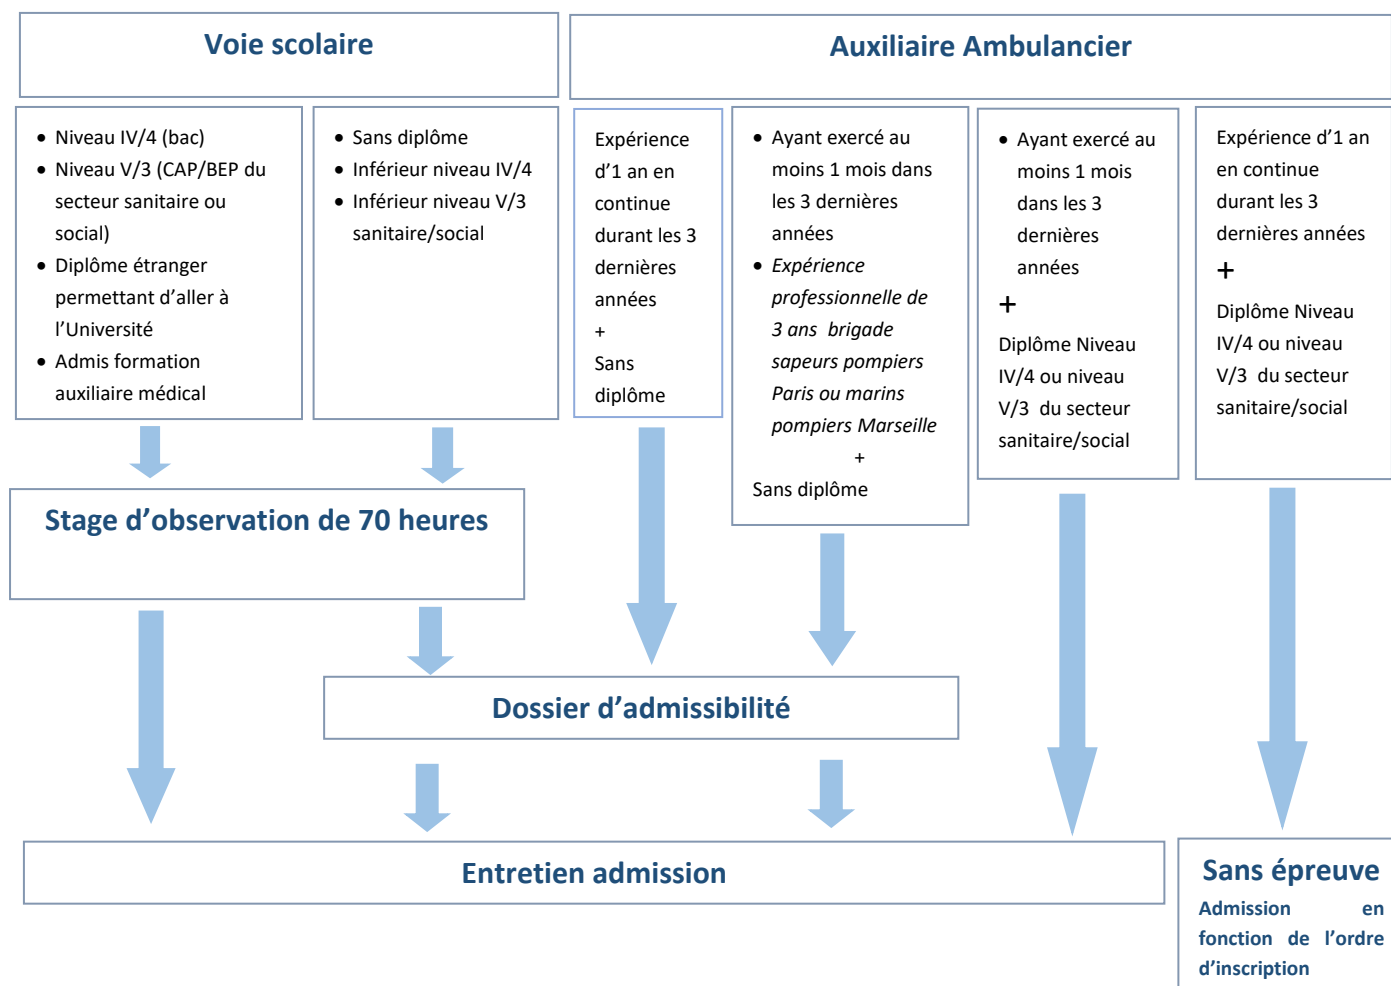 Voie scolaire
Auxiliaire Ambulancier
• Niveau IV/4 (bac)
• Niveau V/3 (CAP/BEP du
secteur sanitaire ou
social)
• Diplôme étranger
permettant d’aller à
l’Université
• Admis formation
auxiliaire médical
• Sans diplôme
• Inférieur niveau IV/4
• Inférieur niveau V/3
sanitaire/social
Expérience
d’1 an en
continue
durant les 3
dernières
années
+
Sans
diplôme
• Ayant exercé au
moins 1 mois dans
les 3 dernières
années
• Expérience
professionnelle de
3 ans brigade
sapeurs pompiers
Paris ou marins
pompiers Marseille
+
Sans diplôme
• Ayant exercé au
moins 1 mois
dans les 3
dernières
années
+
Diplôme Niveau
IV/4 ou niveau
V/3 du secteur
sanitaire/social
Expérience d’1 an
en continue
durant les 3
dernières années
+
Diplôme Niveau
IV/4 ou niveau
V/3 du secteur
sanitaire/social
Stage d’observation de 70 heures
Dossier d’admissibilité
Entretien admission
Sans épreuve
Admission en
fonction de l’ordre
d’inscription